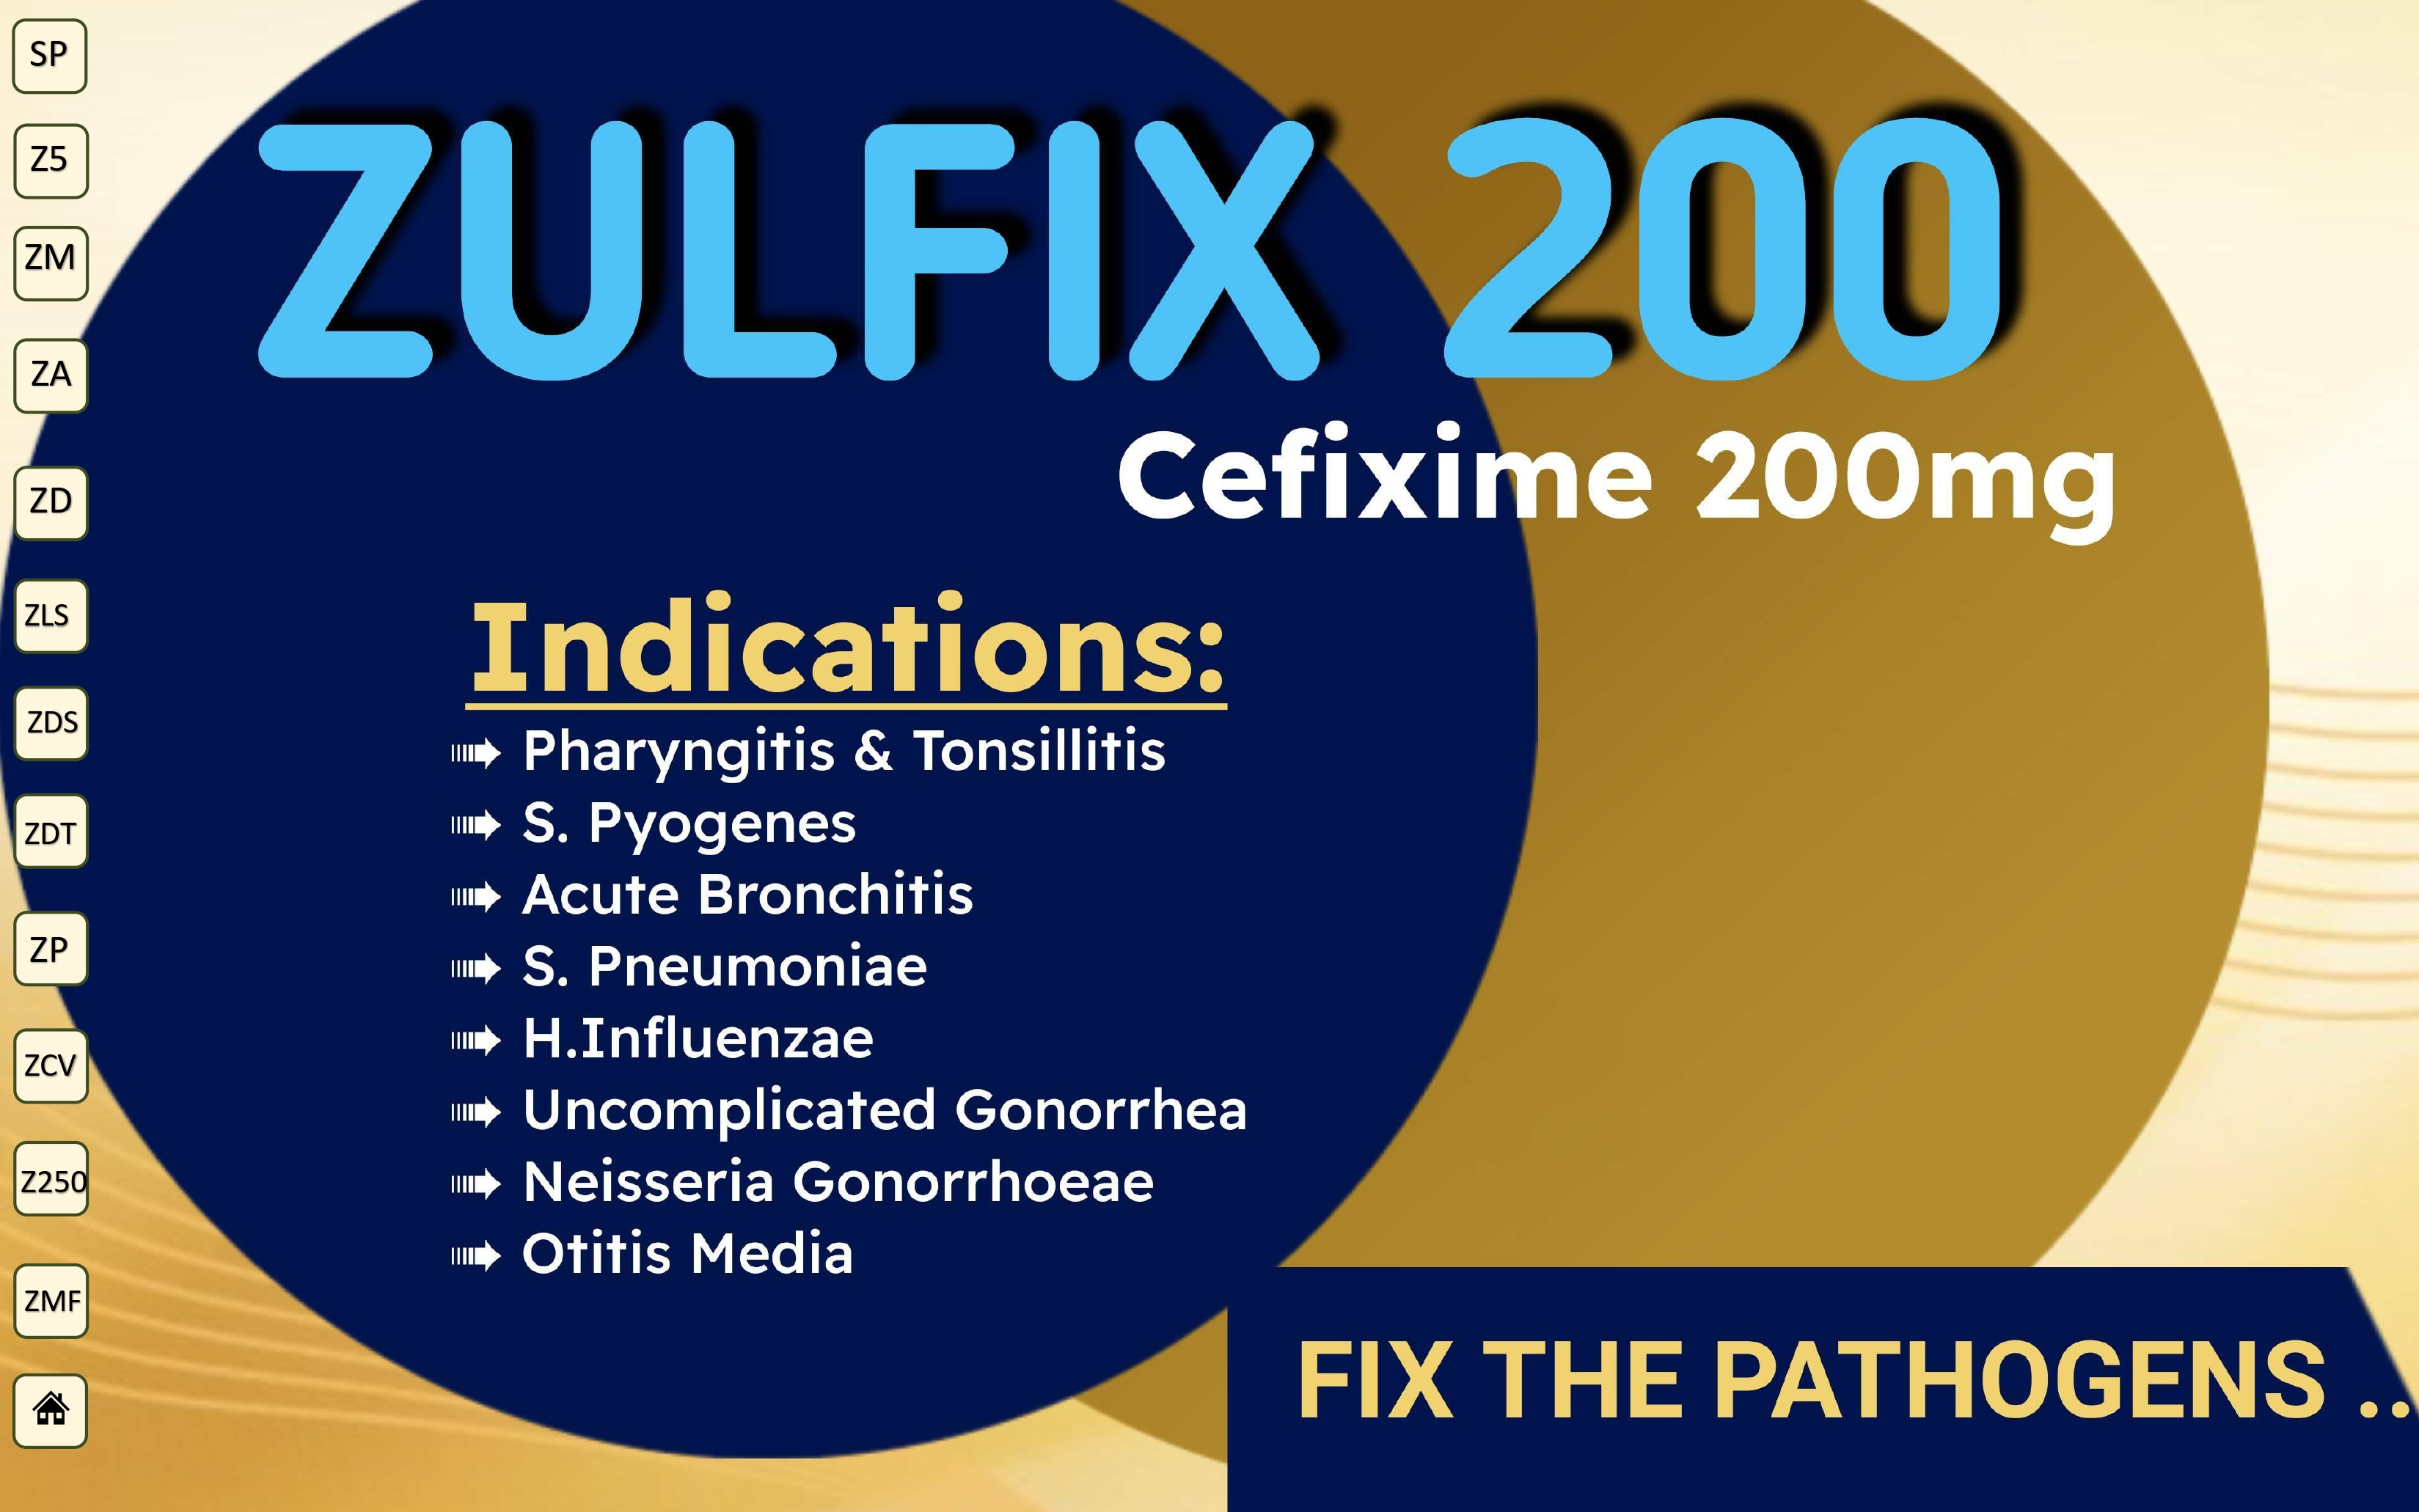 SP
Z5
ZM
ZA
ZD
ZLS
ZDS
ZDT
ZP
ZCV
Z250
ZMF
ZULFIX 200
Cefixime 200mg
Indications:
Pharyngitis & Tonsillitis
S. Pyogenes
Acute Bronchitis
S. Pneumoniae
H.Influenzae
Uncomplicated Gonorrhea
Neisseria Gonorrhoeae
Otitis Media
FIX THE PATHOGENS ..